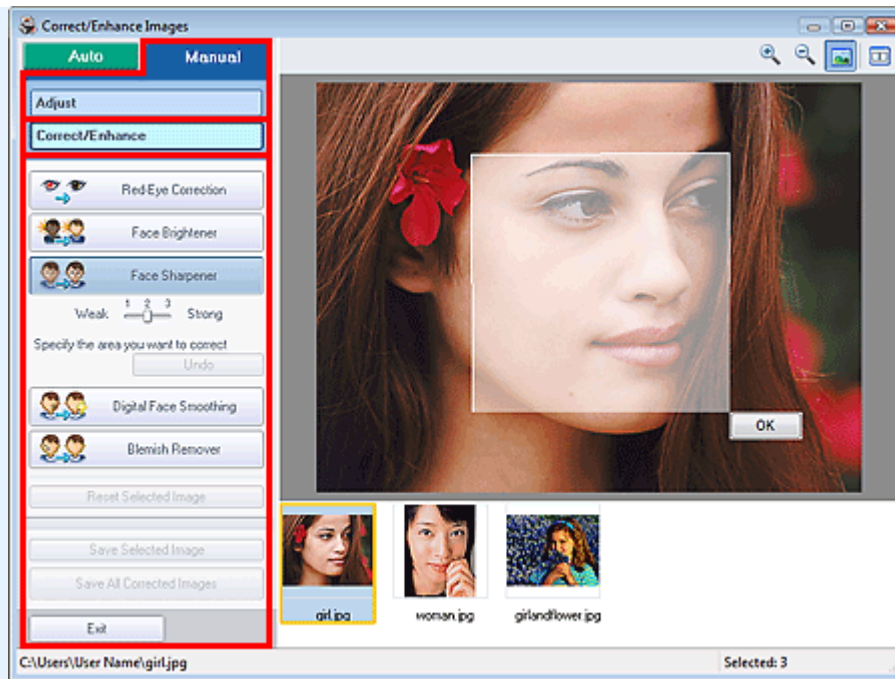 Correct/Enhance Images
Auto
Manual
Adjust
Correct/Enhance
Red-Eye Correction
Face Brightener
Face Sharpener
1 2 3
Weak Strong
Specify the area you want to correct
Undo
Digital Face Smoothing
Blemish Remover
Reset Selected Image
Save Selected Image
Save All Corrected Images
Exit
OK
girl.jpg
woman.jpg
girlandflower.jpg
C:\Users\User Name\girl.jpg
Selected: 3